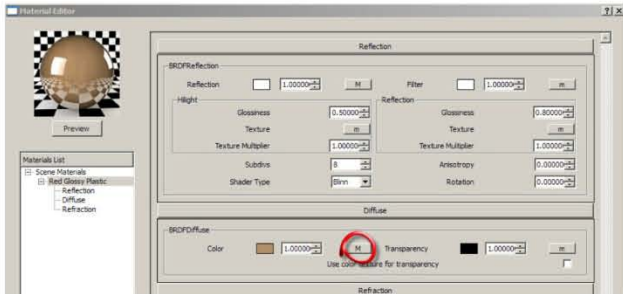 Material Editor
Reflection
BRDFReflection
Reflection 1.00000 M Filter 1.00000 m
Hilight Reflection
Glossiness 0.50000 Glossiness 0.80000
Texture m Texture m
Texture Multiplier 1.00000 Texture Multiplier 1.00000
Subdivs 8 Anisotropy 0.00000
Shader Type Blinn Rotation 0.00000
Preview
Materials List
Scene Materials
Red Glossy Plastic
Reflection
Diffuse
Refraction
Diffuse
BRDFDiffuse
Color 1.00000 M Transparency 1.00000 m
Use color texture for transparency
Refraction